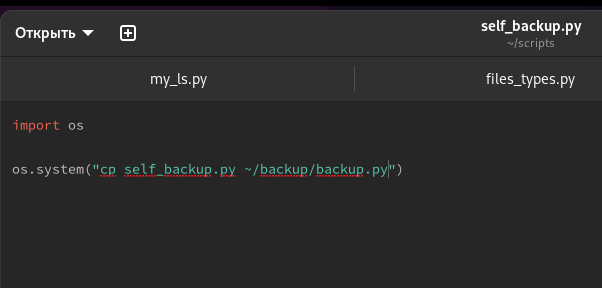 Открыть
self_backup.py
~/scripts
my_ls.py
files_types.py
import os
os.system("cp self_backup.py ~/backup/backup.py")